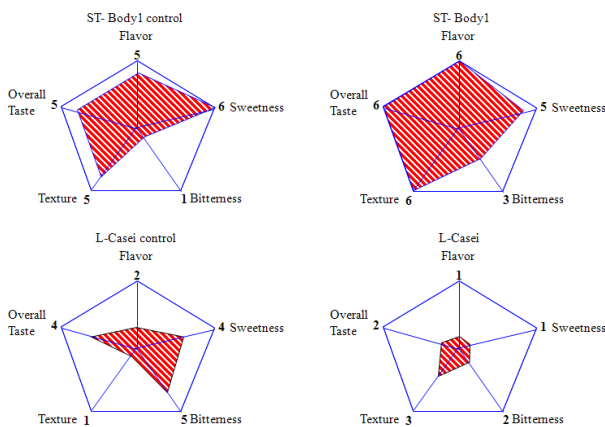 ST- Body1 control
Flavor
5
Overall
Taste
5
6 Sweetness
Texture 5
1 Bitterness
ST- Body1
Flavor
6
Overall
Taste
6
5 Sweetness
Texture 6
3 Bitterness
L-Casei control
Flavor
2
Overall
Taste
4
4 Sweetness
Texture 1
5 Bitterness
L-Casei
Flavor
1
Overall
Taste
2
1 Sweetness
Texture 3
2 Bitterness